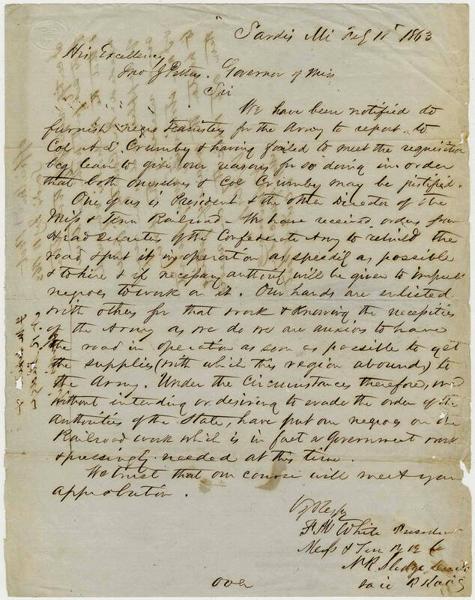 Sardis Mi Feby 11th 1863
His Excellency
Jno J Pettus. Governor of Miss
Sir
We have been notified to
furnish negro teamsters for the Army to report to
Col A. S. Crumby & having failed to meet the requisition
beg leave to give our reasons for so doing in order
that both ourselves & Col Crumby may be justified.
One of us is President & the other Director of the
Miss & Tenn Railroad - We have received orders from
Head Quarters of the Confederate Army to rebuild the
road & put it in operation as speedily as possible
& to hire & if necessary authority will be given to impress
negroes to work on it. Our hands are enlisted
with others for that work & knowing the necessities
of the Army as we do we are anxious to have
the road in operation as soon as possible to get
the supplies (with which this region abounds) to
the Army. Under the Circumstances therefore, we
without intending or desiring to evade the order of the
authorities of the State, have put our negroes on the
Railroad work which is in fact a Government work
& pressingly needed at this time.
We trust that our course will meet your
approbation.
F. M. White President
Miss & Ten R R Co
N R Sledge
said R Road
over